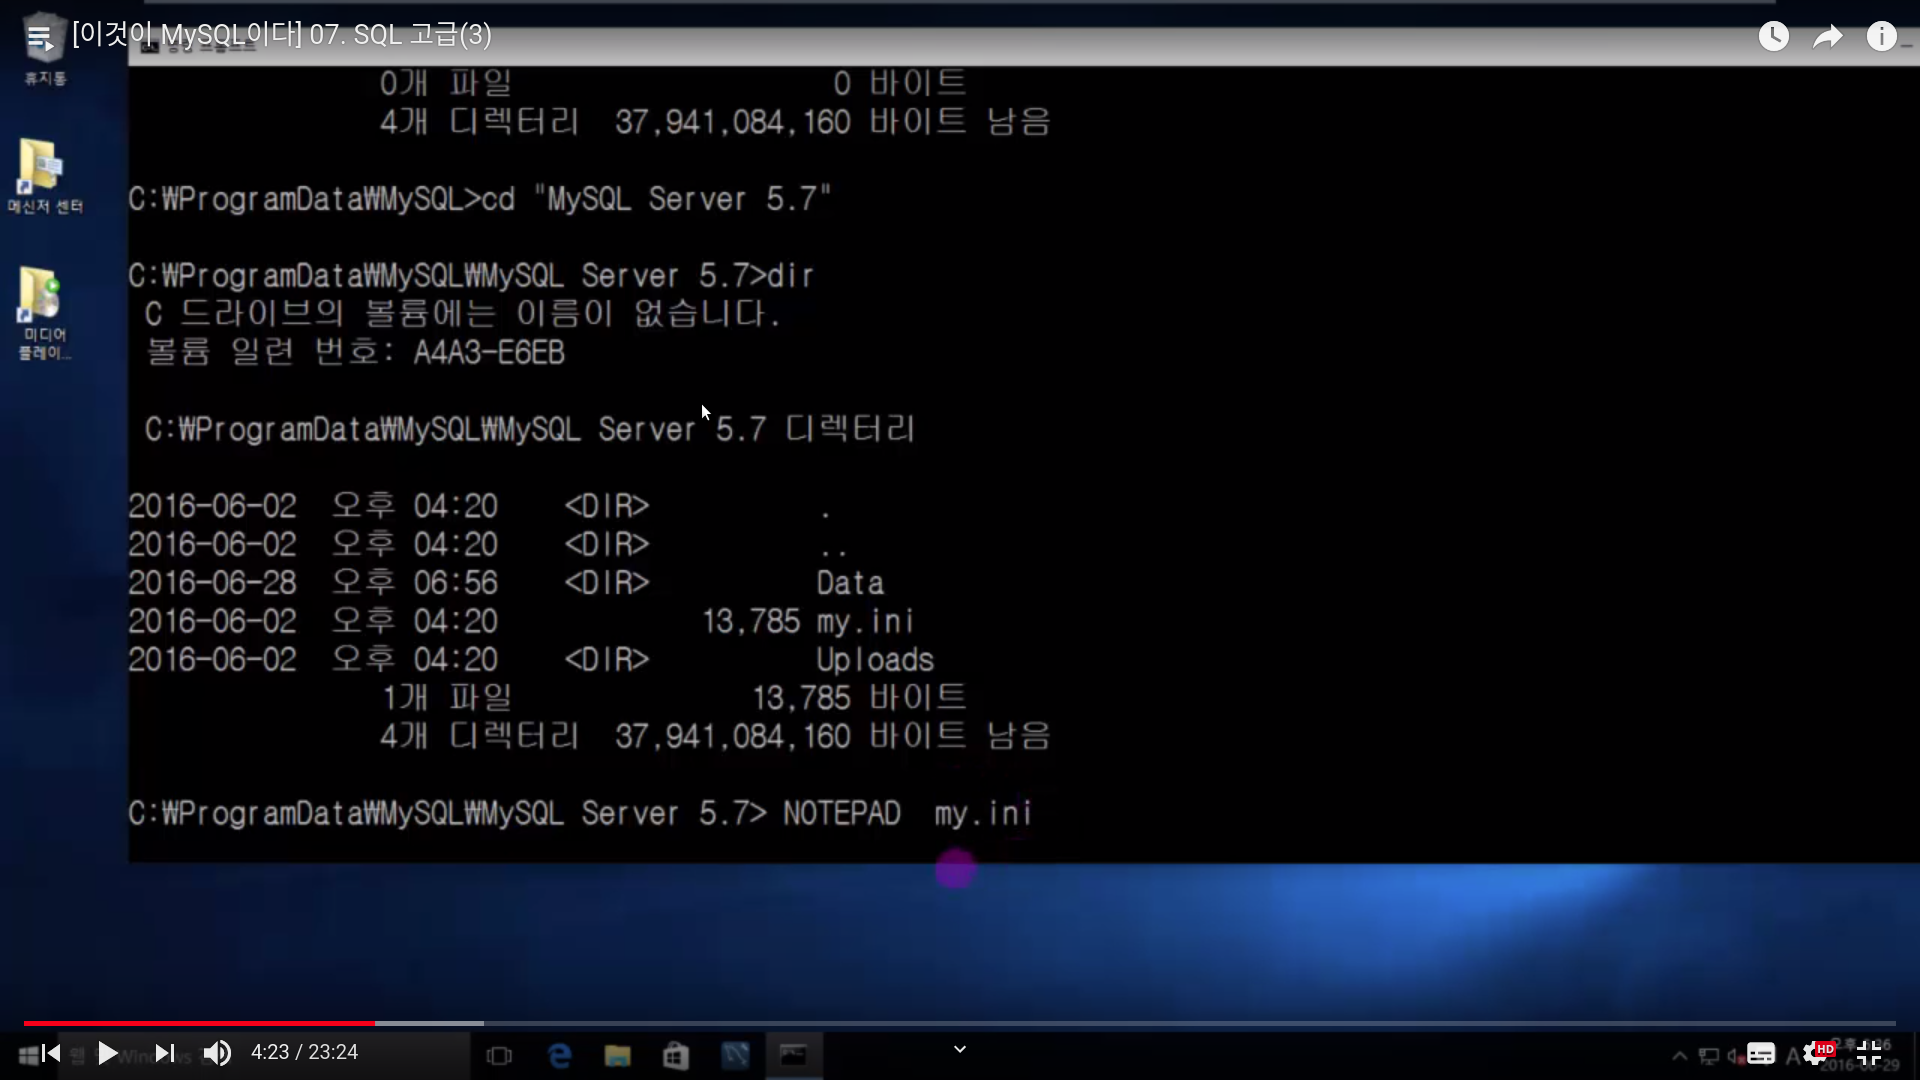 [이것이 MySQL이다] 07. SQL 고급(3)
휴지통
메신저 센터
미디어
플레이...
0개 파일 0 바이트
4개 디렉터리 37,941,084,160 바이트 남음
C:₩ProgramData₩MySQL>cd "MySQL Server 5.7"
C:₩ProgramData₩MySQL₩MySQL Server 5.7>dir
C 드라이브의 볼륨에는 이름이 없습니다.
볼륨 일련 번호: A4A3-E6EB
C:₩ProgramData₩MySQL₩MySQL Server 5.7 디렉터리
2016-06-02 오후 04:20 <DIR> .
2016-06-02 오후 04:20 <DIR> ..
2016-06-28 오후 06:56 <DIR> Data
2016-06-02 오후 04:20 13,785 my.ini
2016-06-02 오후 04:20 <DIR> Uploads
1개 파일 13,785 바이트
4개 디렉터리 37,941,084,160 바이트 남음
C:₩ProgramData₩MySQL₩MySQL Server 5.7> NOTEPAD my.ini
4:23 / 23:24
HD